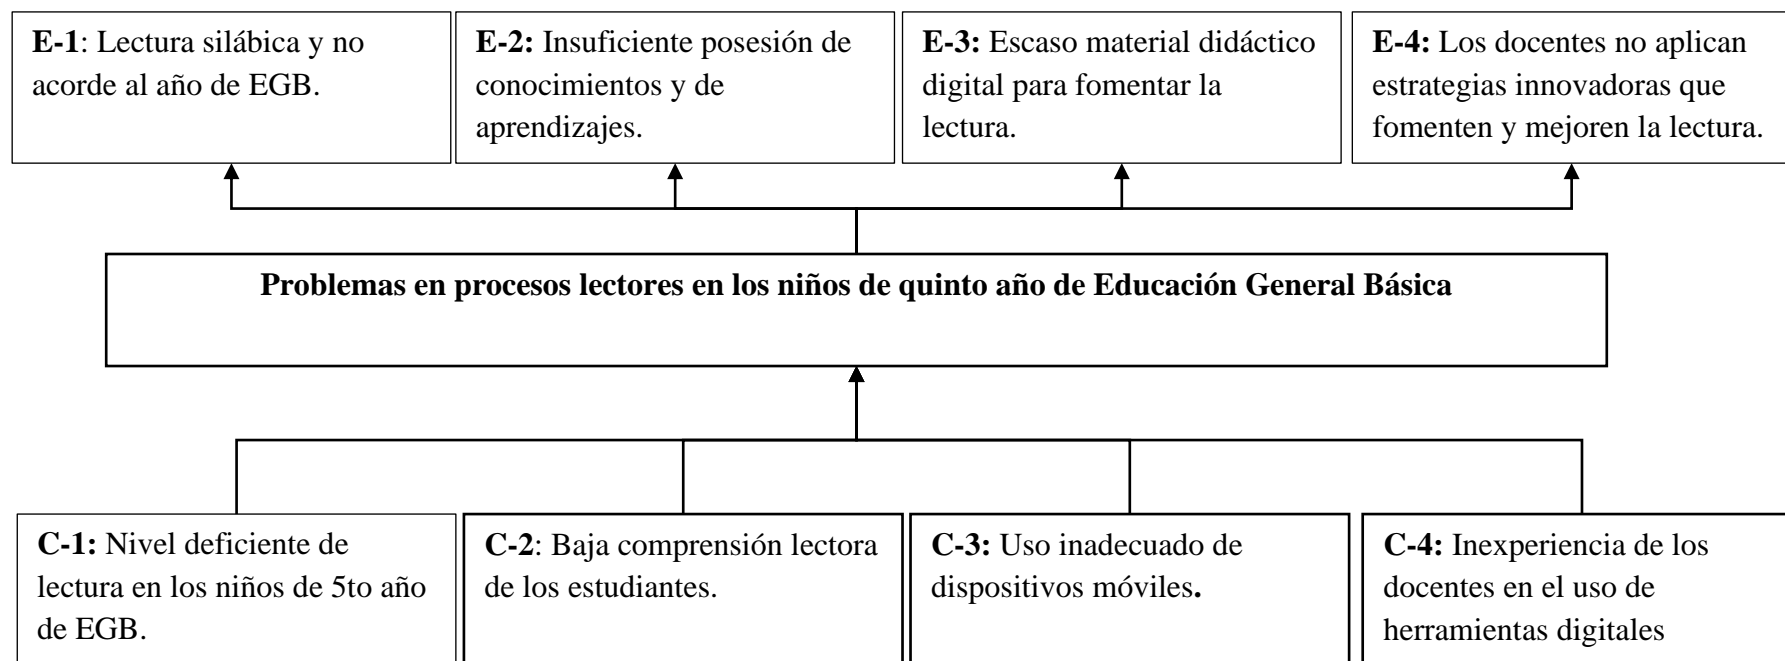 E-1: Lectura silábica y no
acorde al año de EGB.
E-2: Insuficiente posesión de
conocimientos y de
aprendizajes.
E-3: Escaso material didáctico
digital para fomentar la
lectura.
E-4: Los docentes no aplican
estrategias innovadoras que
fomenten y mejoren la lectura.
Problemas en procesos lectores en los niños de quinto año de Educación General Básica
C-1: Nivel deficiente de
lectura en los niños de 5to año
de EGB.
C-2: Baja comprensión lectora
de los estudiantes.
C-3: Uso inadecuado de
dispositivos móviles.
C-4: Inexperiencia de los
docentes en el uso de
herramientas digitales